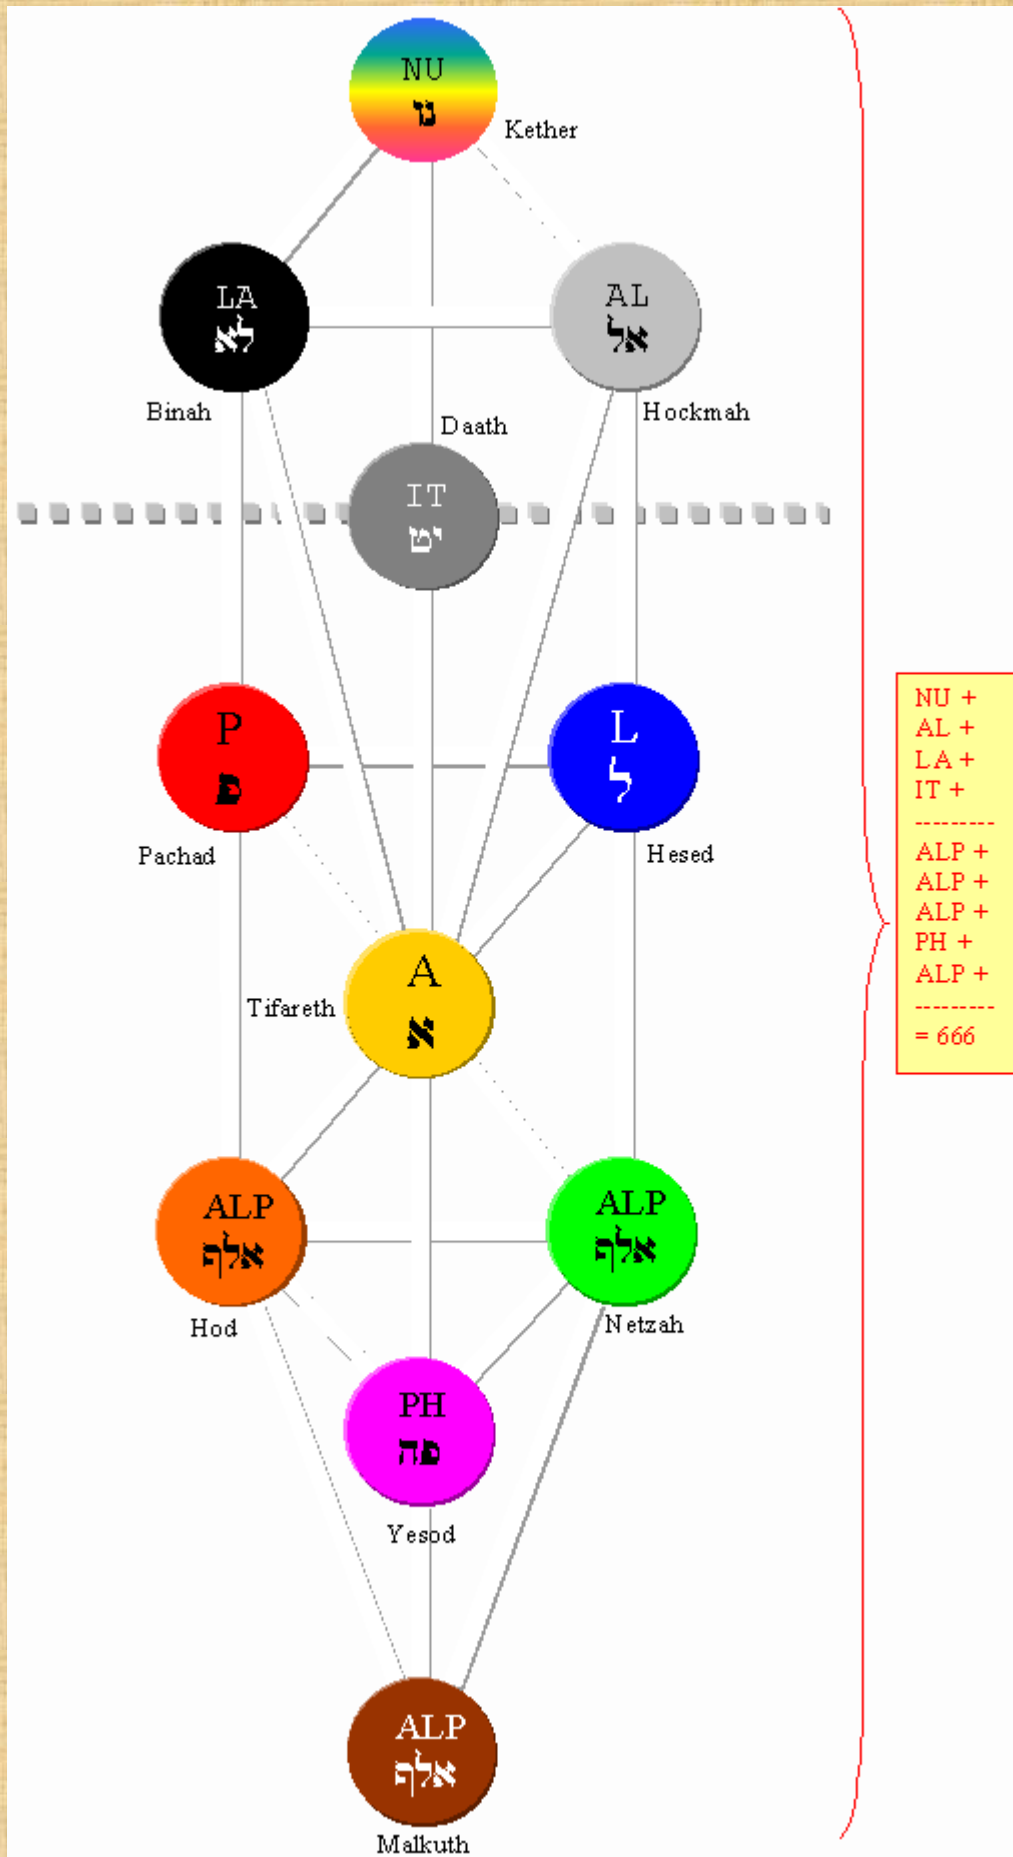 NU
נו
Kether
LA
לא
Binah
AL
אל
Hockmah
Daath
IT
יט
P
פ
Pachad
L
ל
Hesed
A
א
Tifareth
ALP
אלף
Hod
ALP
אלף
Netzah
PH
פה
Yesod
ALP
אלף
Malkuth
NU +
AL +
LA +
IT +
---------
ALP +
ALP +
ALP +
PH +
ALP +
---------
= 666